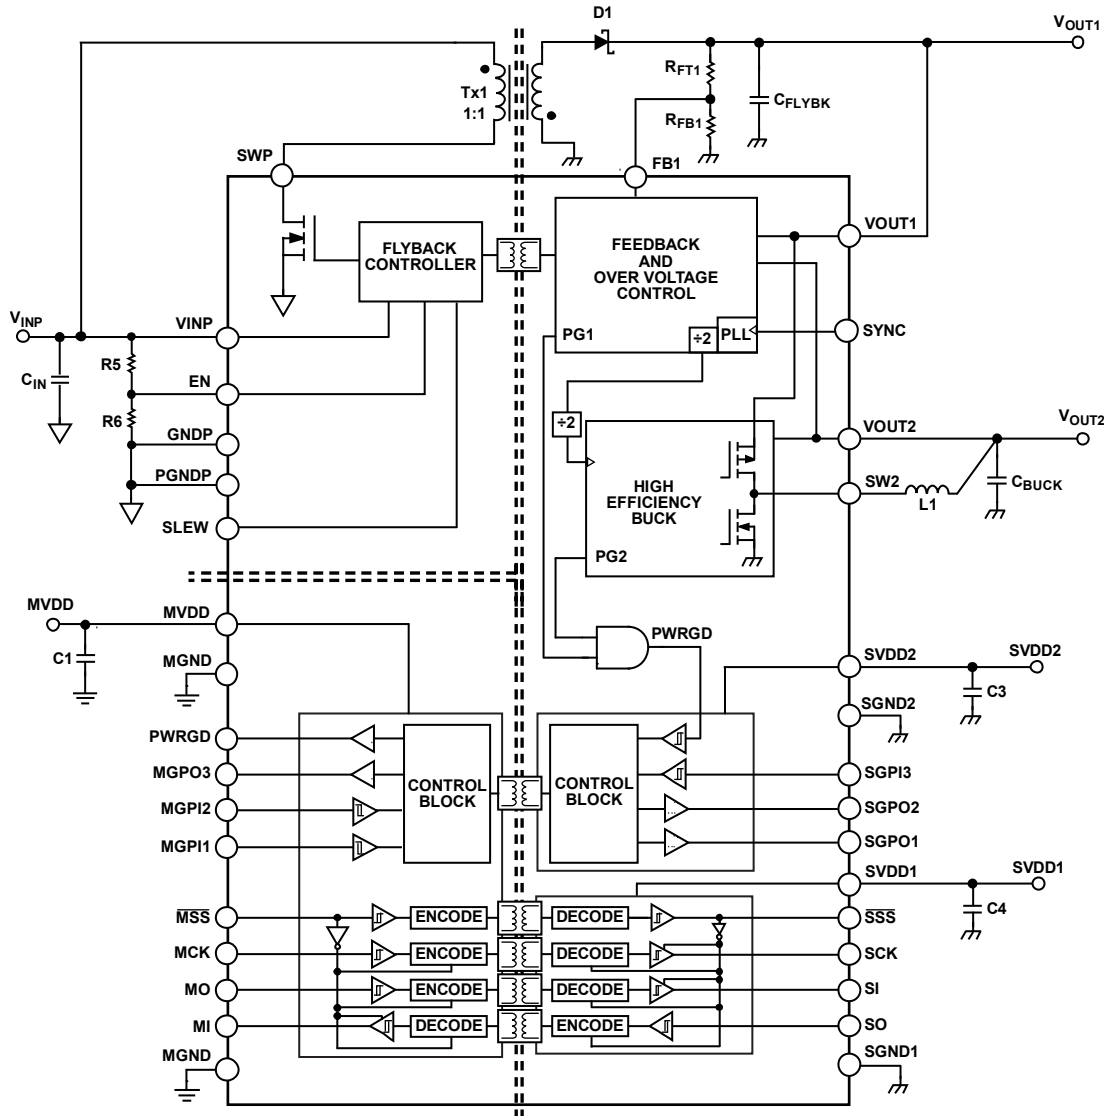 D1
VOUT1
RFT1
CFLYBK
Tx1
1:1
RFB1
SWP
FB1
FLYBACK
CONTROLLER
FEEDBACK
AND
OVER VOLTAGE
CONTROL
VOUT1
VINP
VINP
PG1
÷2
PLL
SYNC
R5
CIN
EN
R6
÷2
GNDP
VOUT2
VOUT2
PGNDP
HIGH
EFFICIENCY
BUCK
SW2
L1
CBUCK
SLEW
PG2
MVDD
MVDD
PWRGD
C1
MGND
SVDD2
SVDD2
C3
SGND2
PWRGD
MGPO3
CONTROL
BLOCK
CONTROL
BLOCK
SGPI3
MGPI2
SGPO2
MGPI1
SGPO1
SVDD1
SVDD1
C4
MSS
ENCODE
DECODE
SSS
MCK
ENCODE
DECODE
SCK
MO
ENCODE
DECODE
SI
MI
DECODE
ENCODE
SO
MGND
SGND1